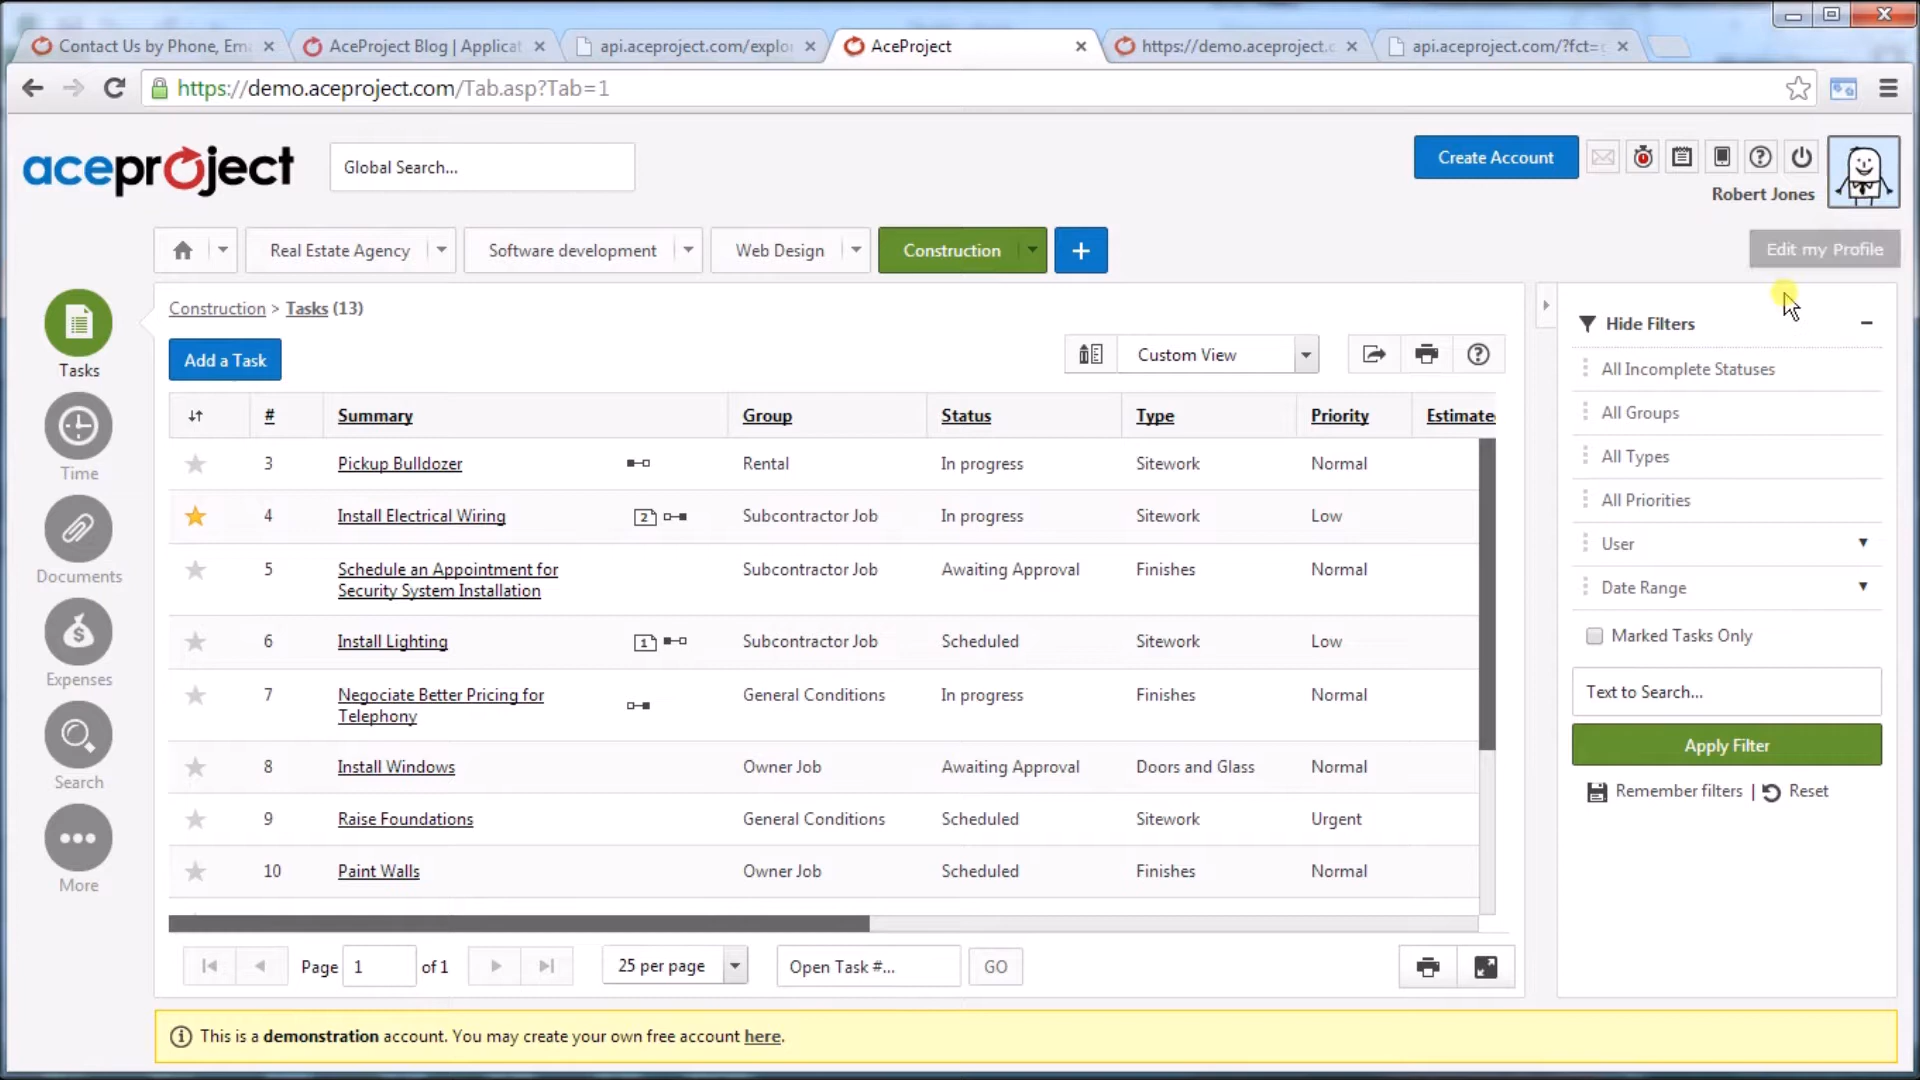 Contact Us by Phone, Em
AceProject Blog | Applicat
api.aceproject.com/explo
AceProject
https://demo.aceproject.
api.aceproject.com/?fct=
https://demo.aceproject.com/Tab.asp?Tab=1
aceproject
Global Search...
Create Account
Robert Jones
Real Estate Agency
Software development
Web Design
Construction
+
Edit my Profile
Construction > Tasks (13)
Hide Filters
Add a Task
Custom View
Tasks
Time
Documents
Expenses
Search
More
# Summary Group Status Type Priority Estimate
3 Pickup Bulldozer Rental In progress Sitework Normal
4 Install Electrical Wiring 2 Subcontractor Job In progress Sitework Low
5 Schedule an Appointment for Subcontractor Job Awaiting Approval Finishes Normal
Security System Installation
6 Install Lighting 1 Subcontractor Job Scheduled Sitework Low
7 Negociate Better Pricing for General Conditions In progress Finishes Normal
Telephony
8 Install Windows Owner Job Awaiting Approval Doors and Glass Normal
9 Raise Foundations General Conditions Scheduled Sitework Urgent
10 Paint Walls Owner Job Scheduled Finishes Normal
All Incomplete Statuses
All Groups
All Types
All Priorities
User
Date Range
Marked Tasks Only
Text to Search...
Apply Filter
Remember filters | Reset
Page 1 of 1
25 per page
Open Task #...
GO
This is a demonstration account. You may create your own free account here.